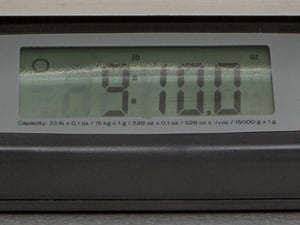 lb oz
9:10.0
Capacity: 33 lb x 0.1 oz / 15 kg x 1 g / 528 oz x 0.1 oz / 528 oz x 1/8 oz / 15000 g x 1 g